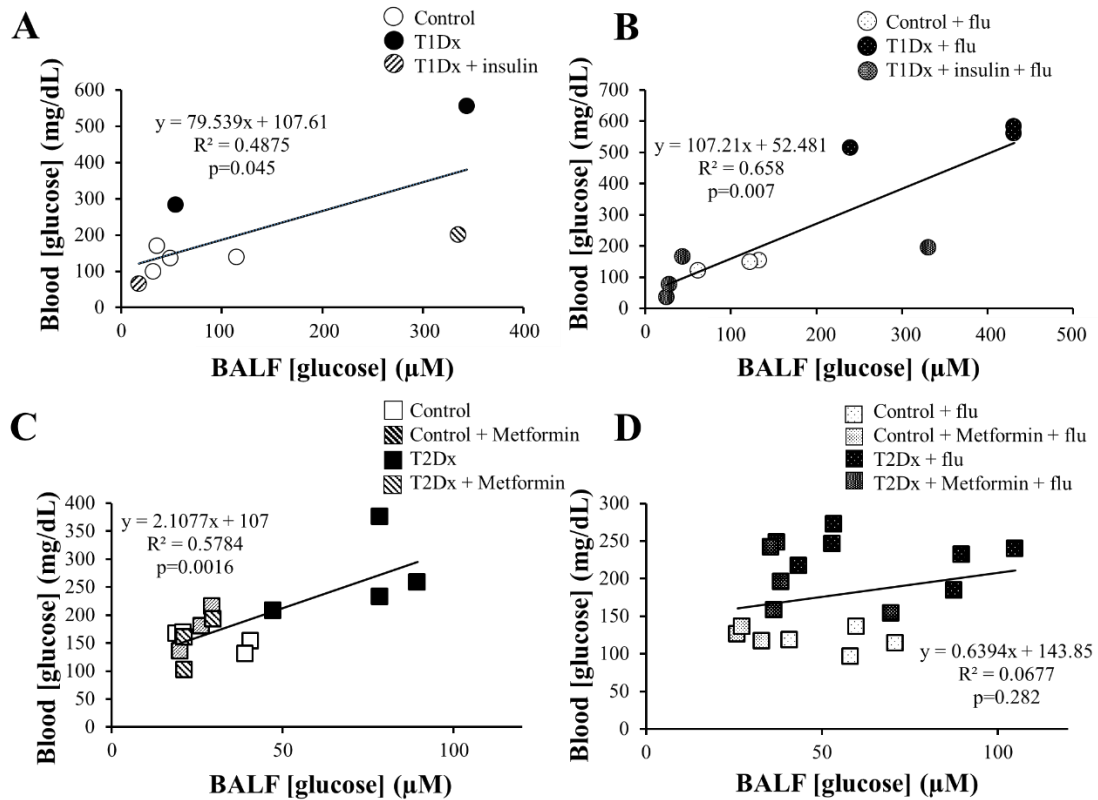 A
Control
T1Dx
T1Dx + insulin
Blood [glucose] (mg/dL)
600
500
400
300
200
100
0
y = 79.539x + 107.61
R² = 0.4875
p=0.045
0 100 200 300 400
BALF [glucose] (µM)
B
Control + flu
T1Dx + flu
T1Dx + insulin + flu
Blood [glucose] (mg/dL)
700
600
500
400
300
200
100
0
y = 107.21x + 52.481
R² = 0.658
p=0.007
0 100 200 300 400 500
BALF [glucose] (µM)
C
Control
Control + Metformin
T2Dx
T2Dx + Metformin
Blood [glucose] (mg/dL)
400
350
300
250
200
150
100
50
0
y = 2.1077x + 107
R² = 0.5784
p=0.0016
0 50 100
BALF [glucose] (µM)
D
Control + flu
Control + Metformin + flu
T2Dx + flu
T2Dx + Metformin + flu
Blood [glucose] (mg/dL)
300
250
200
150
100
50
0
y = 0.6394x + 143.85
R² = 0.0677
p=0.282
0 50 100
BALF [glucose] (µM)